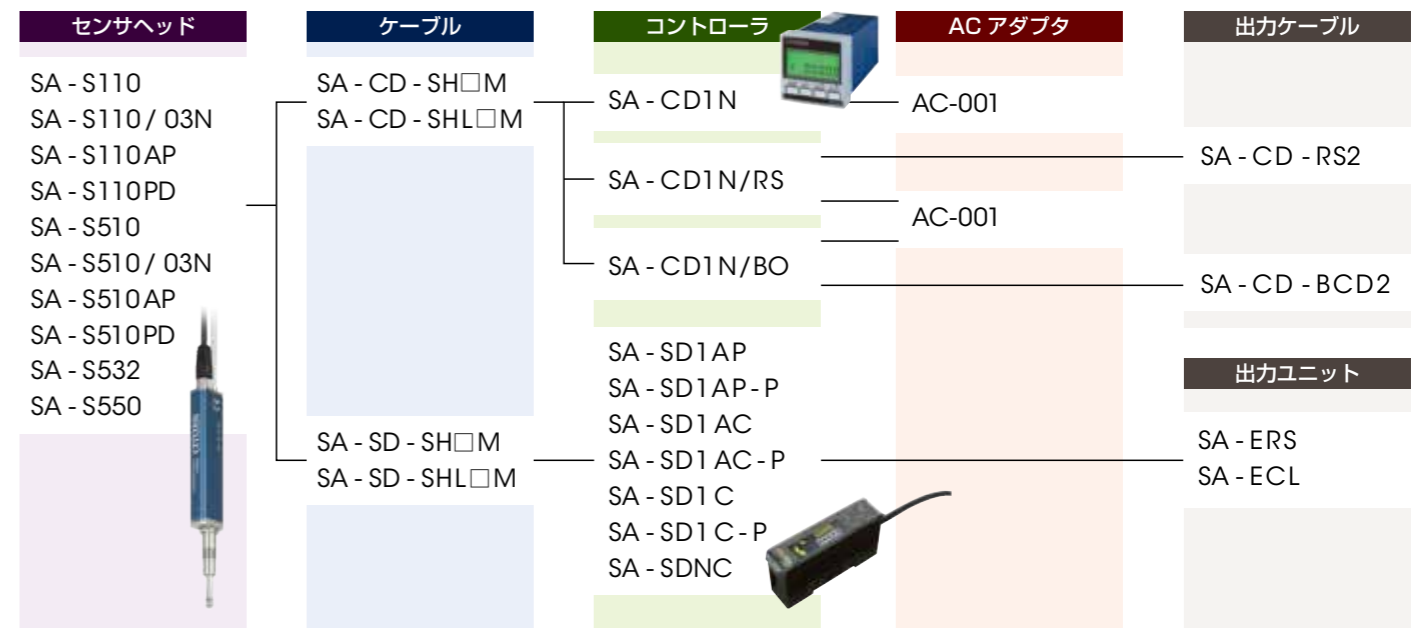 センサヘッド
SA-S110
SA-S110/03N
SA-S110AP
SA-S110PD
SA-S510
SA-S510/03N
SA-S510AP
SA-S510PD
SA-S532
SA-S550
ケーブル
SA-CD-SH□M
SA-CD-SHL□M
SA-SD-SH□M
SA-SD-SHL□M
コントローラ
SA-CD1N
SA-CD1N/RS
SA-CD1N/BO
SA-SD1AP
SA-SD1AP-P
SA-SD1AC
SA-SD1AC-P
SA-SD1C
SA-SD1C-P
SA-SDNC
AC アダプタ
AC-001
AC-001
出力ケーブル
SA-CD-RS2
SA-CD-BCD2
出力ユニット
SA-ERS
SA-ECL